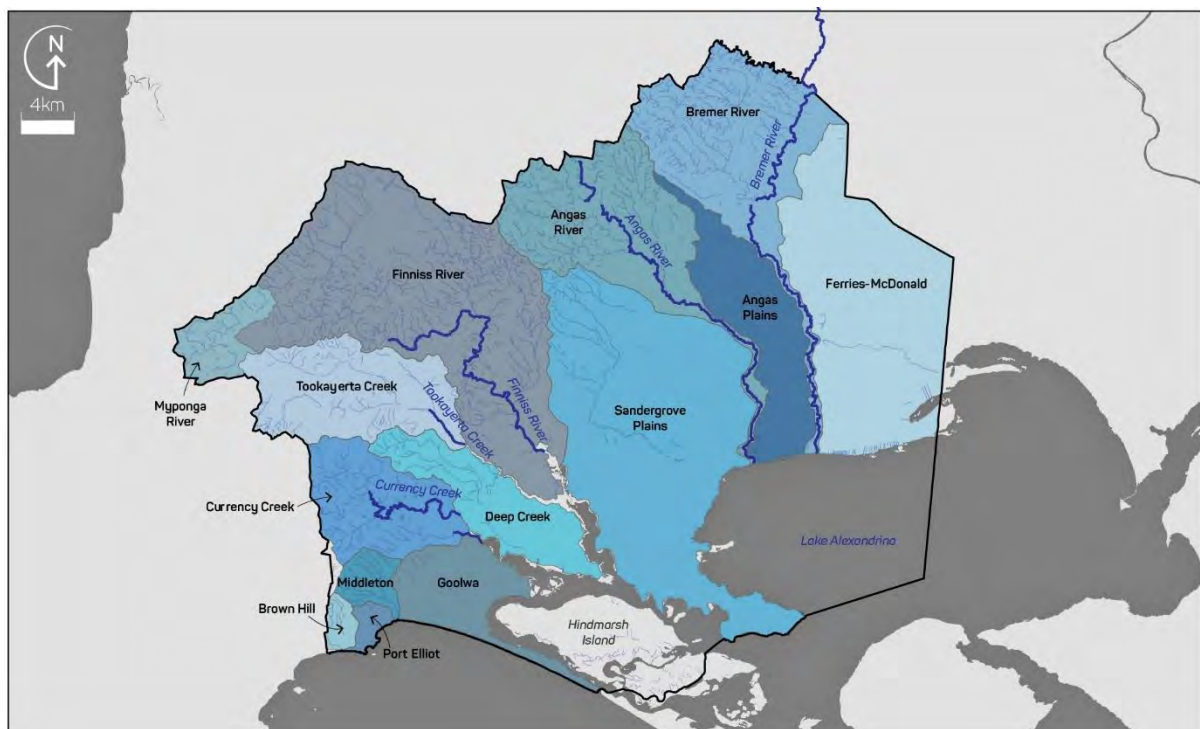 N
4km
Bremer River
Bremer River
Angas
River
Angas River
Finniss River
Ferries-McDonald
Angas
Plains
Tookayerta Creek
Tookayerta Creek
Finniss River
Myponga
River
Sandergrove
Plains
Currency Creek
Currency Creek
Deep Creek
Lake Alexandrina
Middleton
Goolwa
Brown Hill
Hindmarsh
Island
Port Elliot